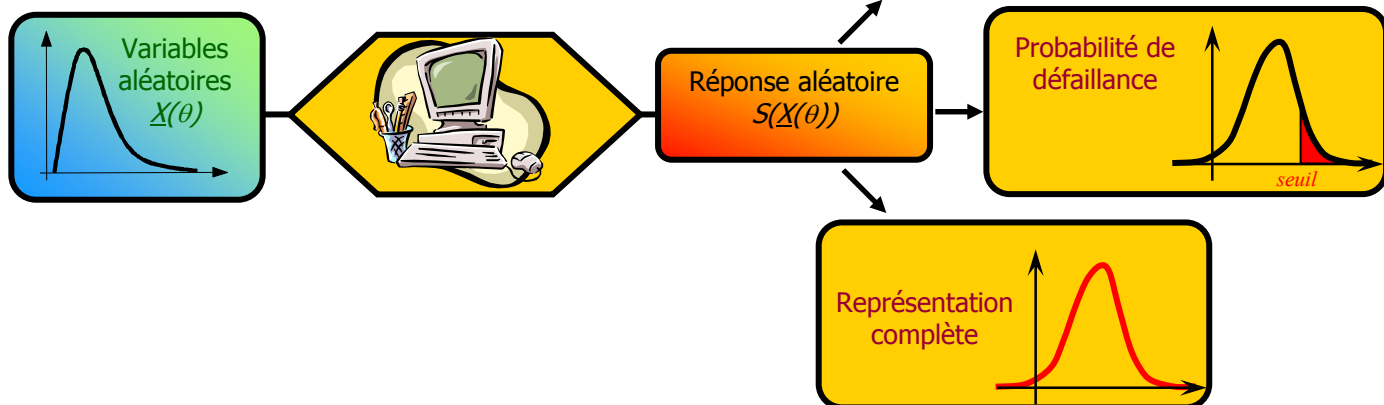 Variables
aléatoires
X(θ)
Réponse aléatoire
S(X(θ))
Probabilité de
défaillance
seuil
Représentation
complète